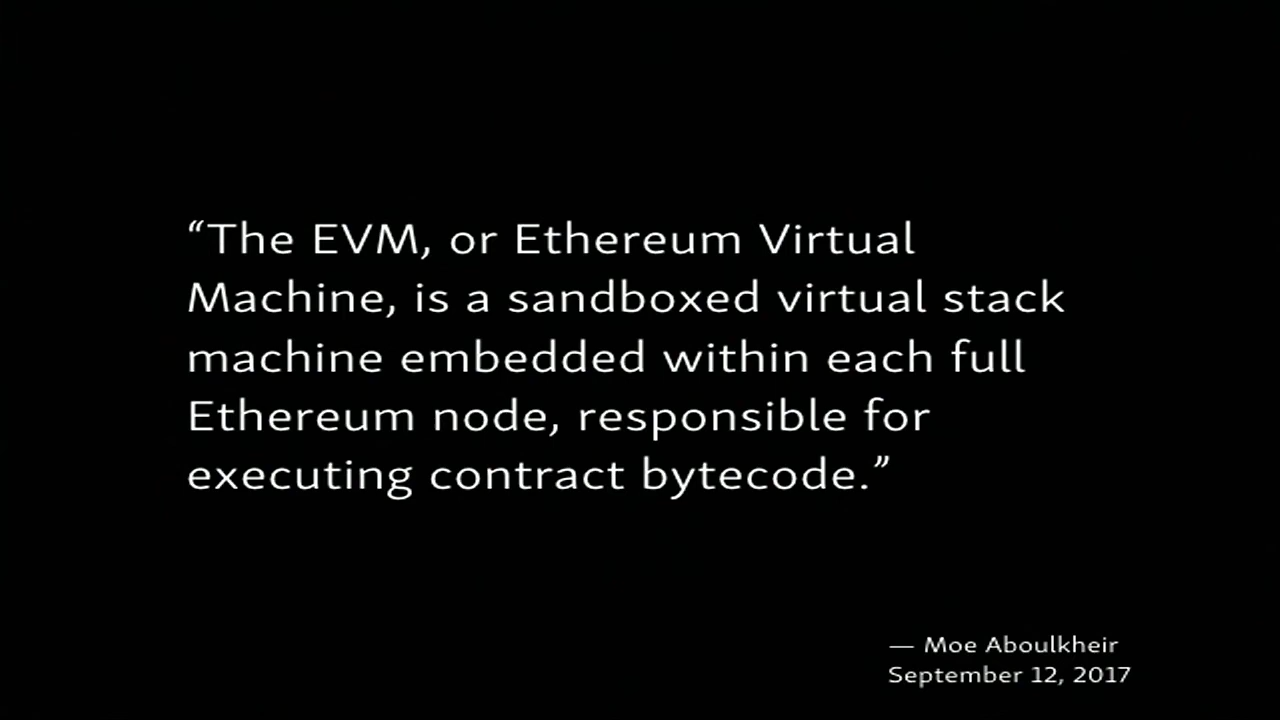 “The EVM, or Ethereum Virtual
Machine, is a sandboxed virtual stack
machine embedded within each full
Ethereum node, responsible for
executing contract bytecode.”
— Moe Aboulkheir
September 12, 2017